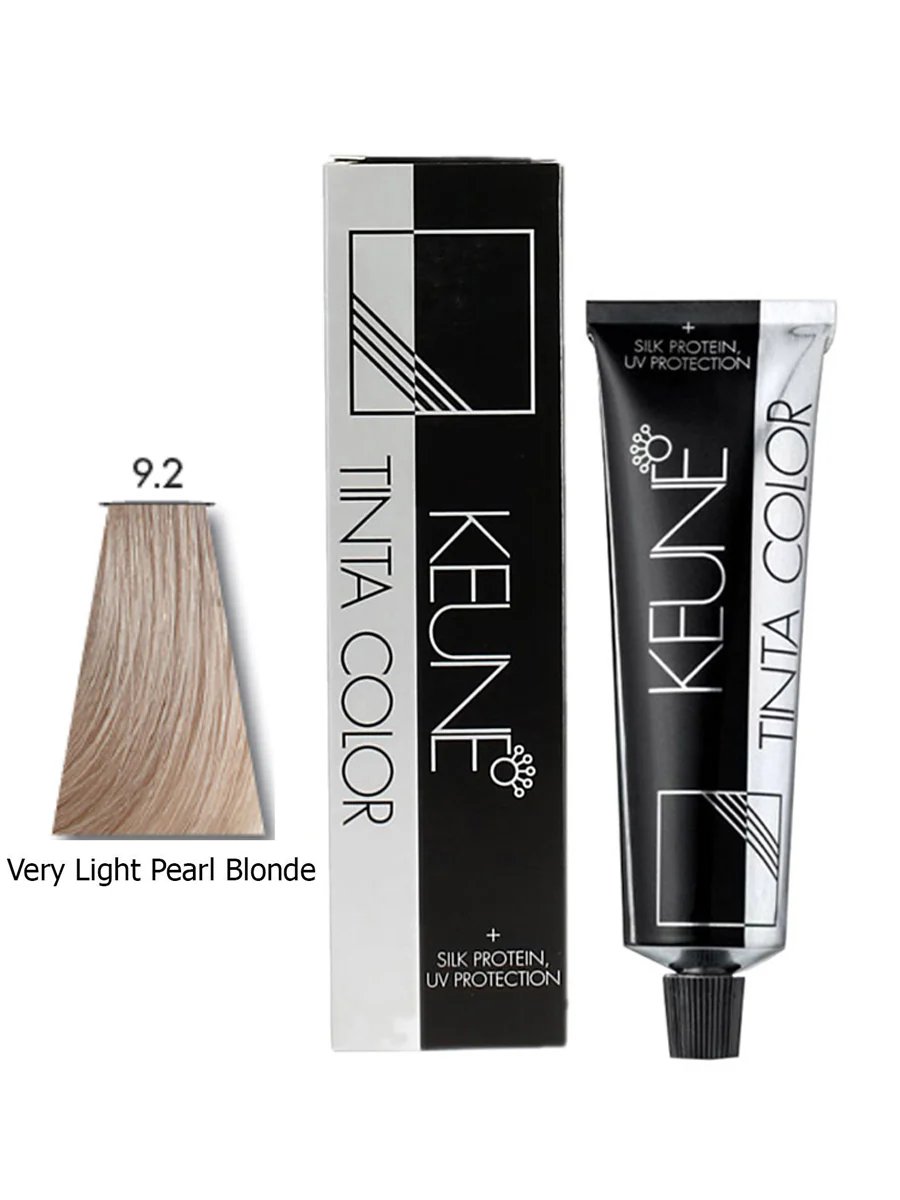 9.2
Very Light Pearl Blonde
TINTA COLOR
KEUNE
+
SILK PROTEIN,
UV PROTECTION
+
SILK PROTEIN,
UV PROTECTION
KEUNE
TINTA COLOR